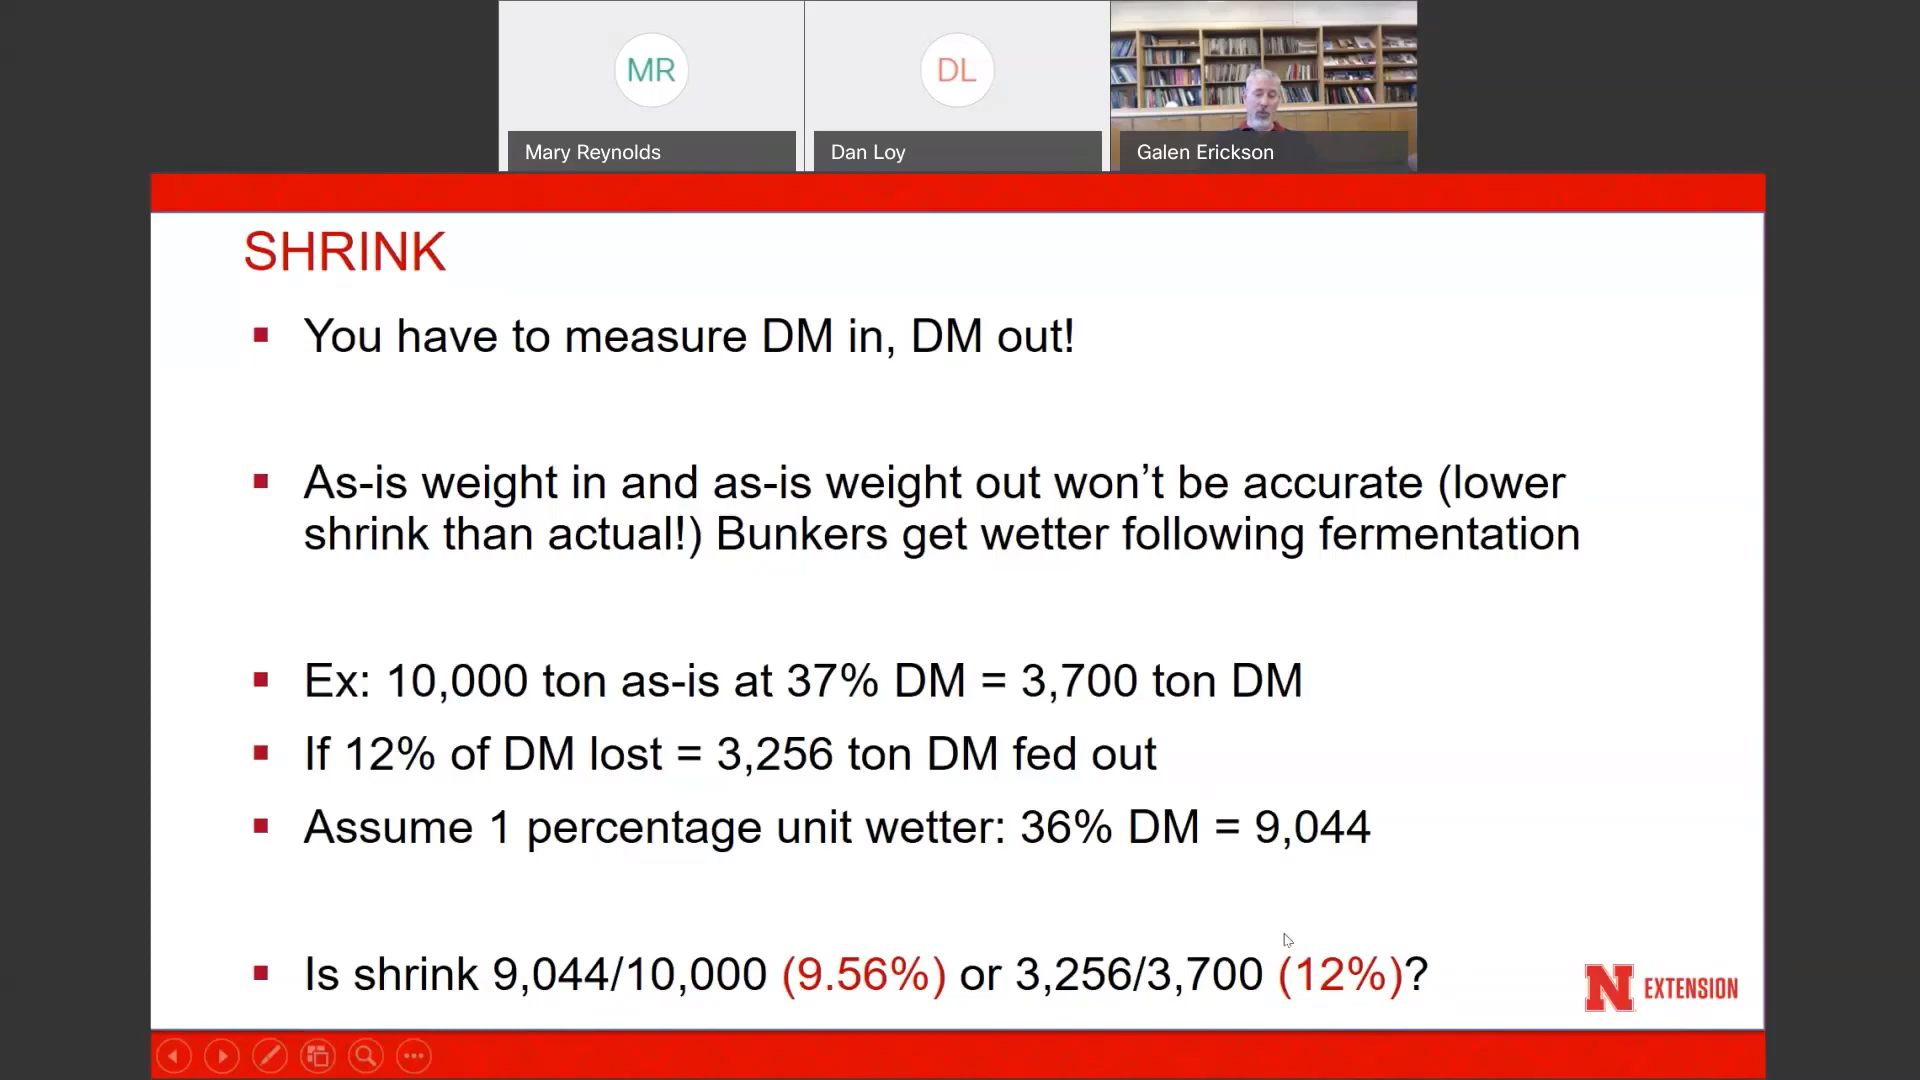 MR
DL
Mary Reynolds
Dan Loy
Galen Erickson
SHRINK
You have to measure DM in, DM out!
As-is weight in and as-is weight out won’t be accurate (lower
shrink than actual!) Bunkers get wetter following fermentation
Ex: 10,000 ton as-is at 37% DM = 3,700 ton DM
If 12% of DM lost = 3,256 ton DM fed out
Assume 1 percentage unit wetter: 36% DM = 9,044
Is shrink 9,044/10,000 (9.56%) or 3,256/3,700 (12%)?
N EXTENSION